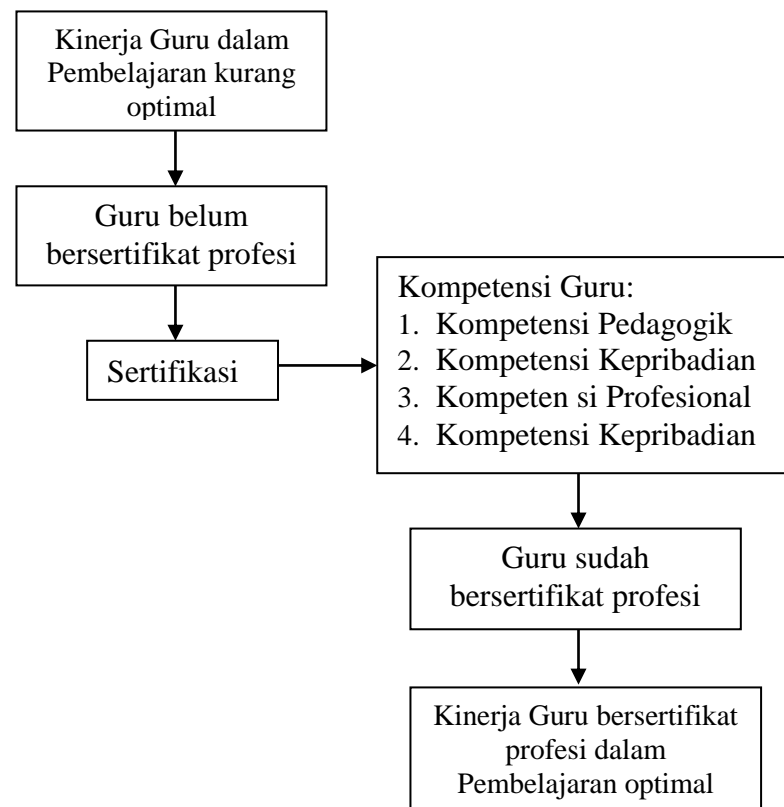 Kinerja Guru dalam
Pembelajaran kurang
optimal
Guru belum
bersertifikat profesi
Sertifikasi
Kompetensi Guru:
1. Kompetensi Pedagogik
2. Kompetensi Kepribadian
3. Kompeten si Profesional
4. Kompetensi Kepribadian
Guru sudah
bersertifikat profesi
Kinerja Guru bersertifikat
profesi dalam
Pembelajaran optimal